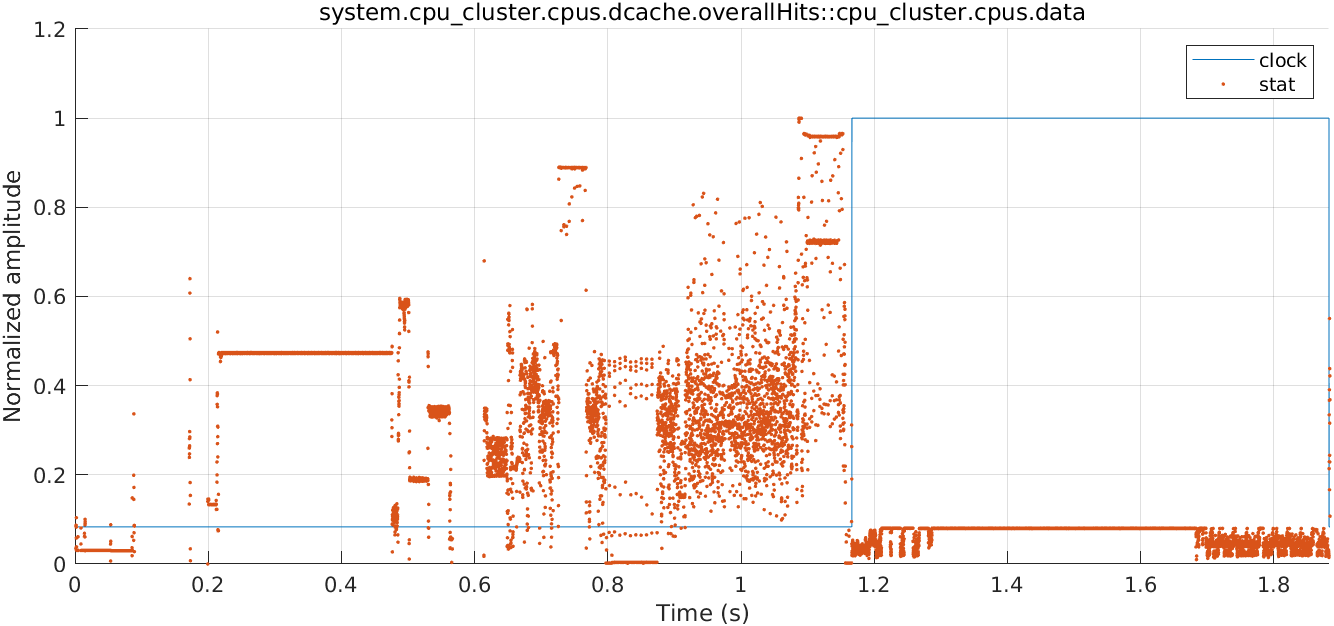 system.cpu_cluster.cpus.dcache.overallHits::cpu_cluster.cpus.data
1.2
1
0.8
0.6
0.4
0.2
0
Normalized amplitude
clock
stat
0 0.2 0.4 0.6 0.8 1 1.2 1.4 1.6 1.8
Time (s)